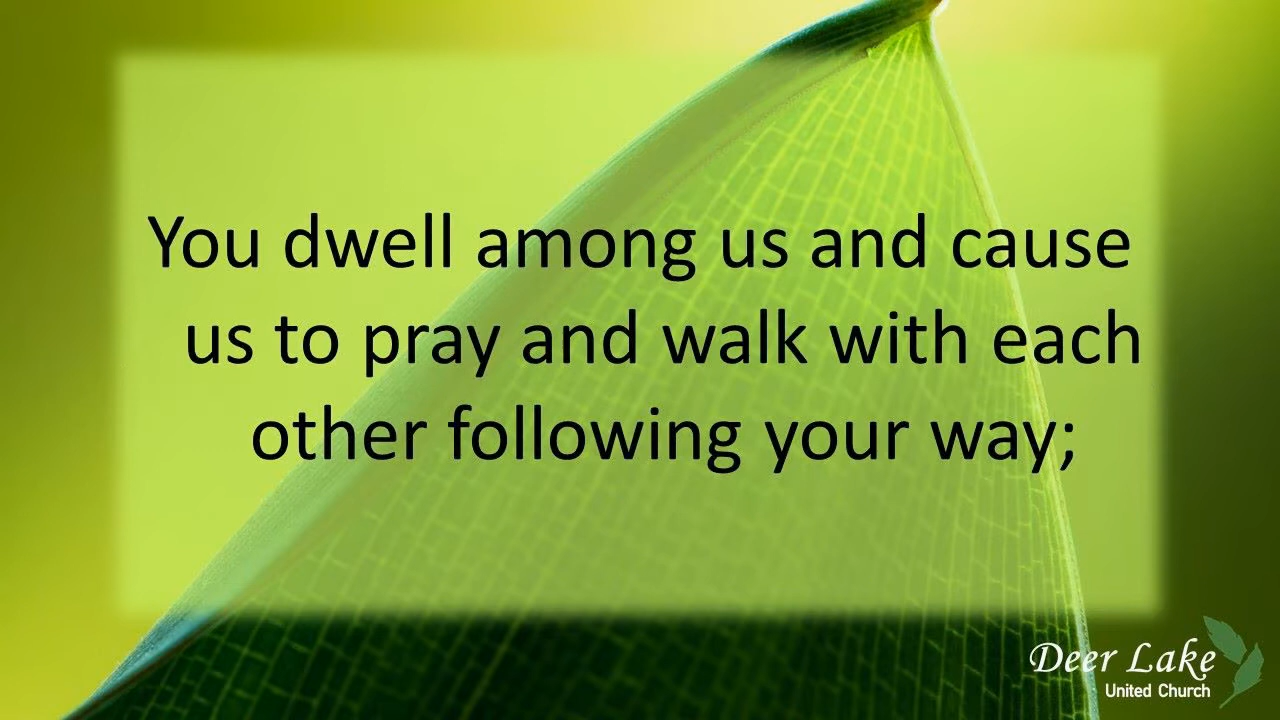 You dwell among us and cause
us to pray and walk with each
other following your way;
Deer Lake
United Church